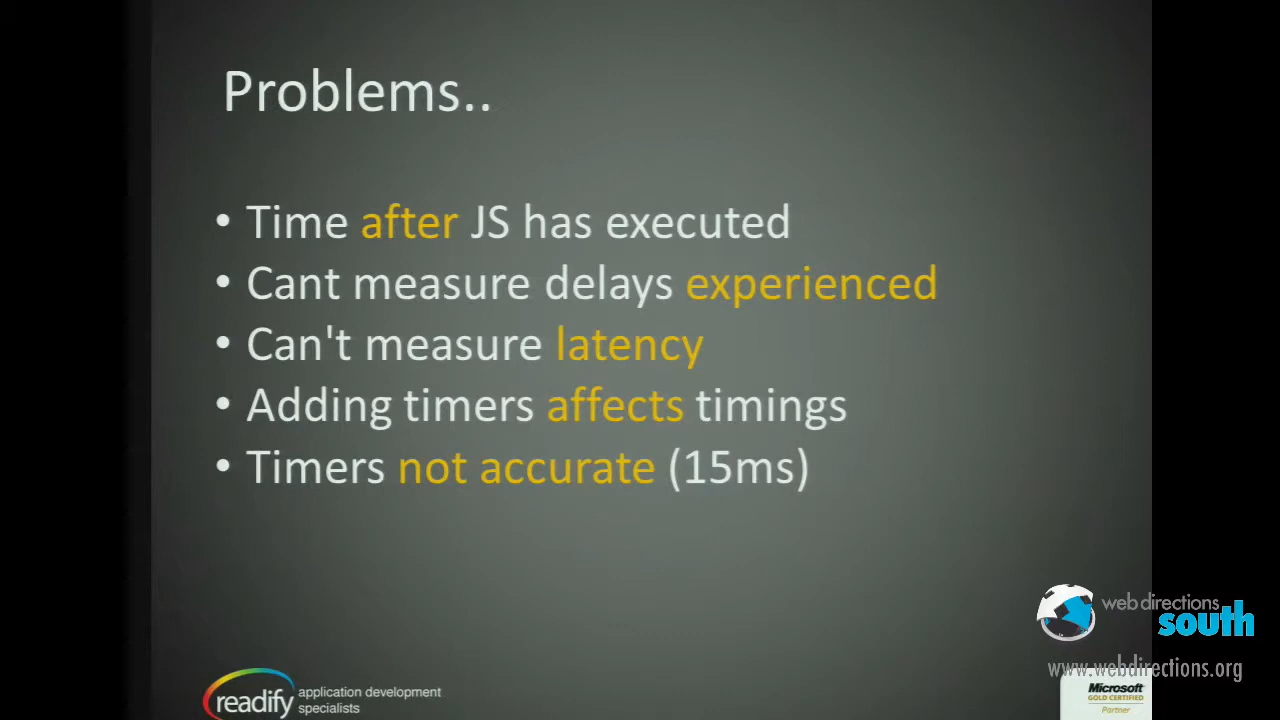 Problems..
• Time after JS has executed
• Cant measure delays experienced
• Can't measure latency
• Adding timers affects timings
• Timers not accurate (15ms)
web directions
south
www.webdirections.org
readify application development
specialists
Microsoft
GOLD CERTIFIED
Partner